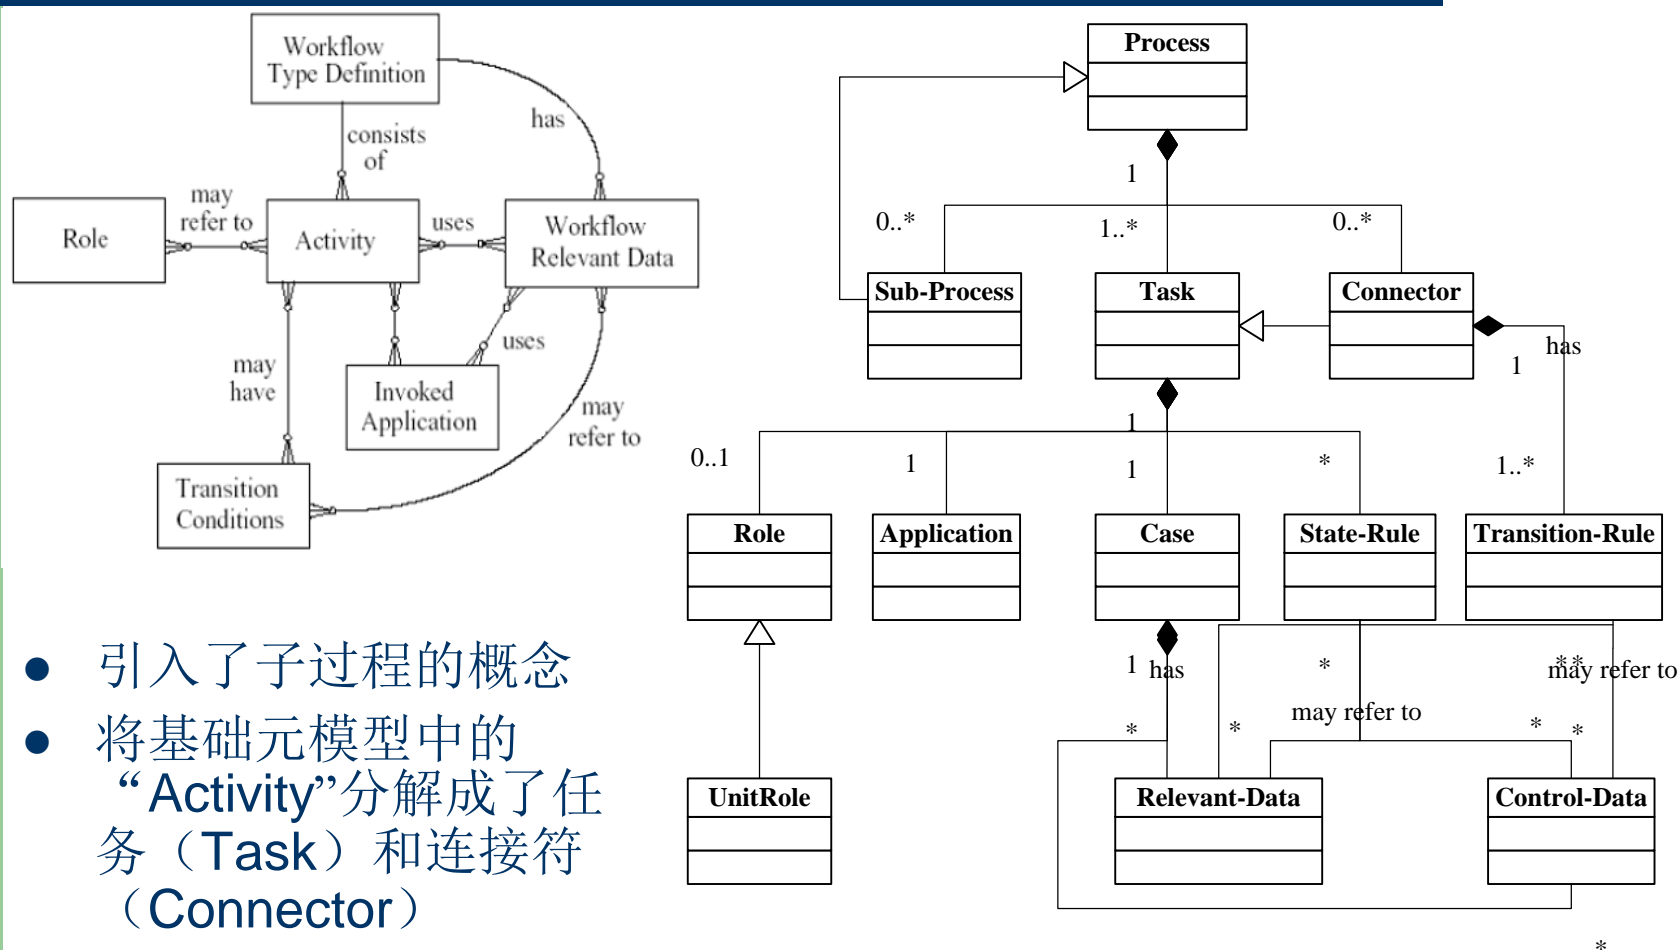 Workflow
Type Definition
has
consists
of
may
refer to
uses
Role
Activity
Workflow
Relevant Data
uses
may
have
Invoked
Application
may
refer to
Transition
Conditions
Process
1
0..*
1..*
0..*
Sub-Process
Task
Connector
has
1
1
0..1
1
1
*
1..*
Role
Application
Case
State-Rule
Transition-Rule
1
has
*
**
may refer to
may refer to
*
*
*
*
UnitRole
Relevant-Data
Control-Data
*
● 引入了子过程的概念
● 将基础元模型中的
“Activity”分解成了任
务（Task）和连接符
（Connector）